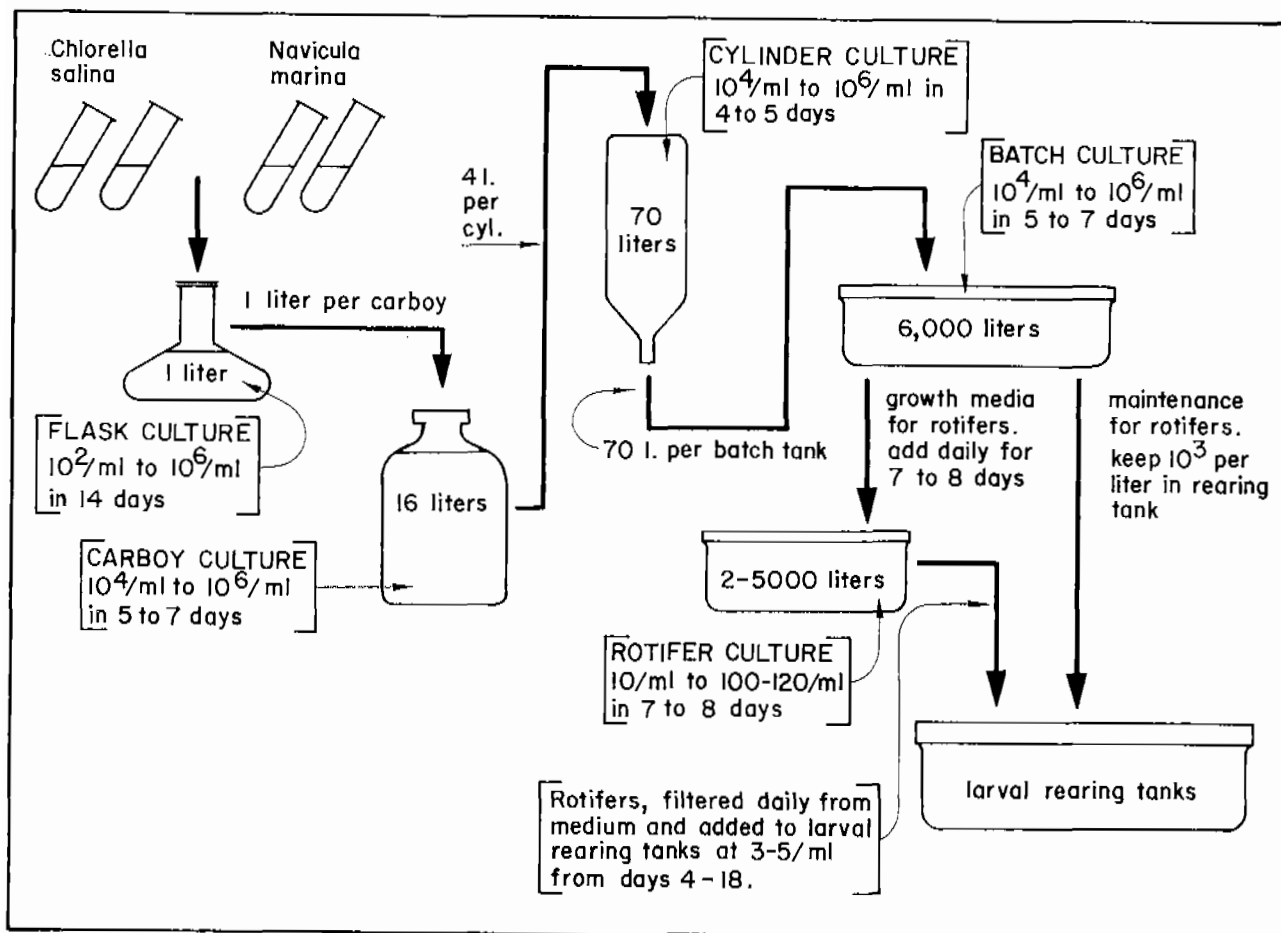 Chlorella
salina
Navicula
marina
1 liter
1 liter per carboy
[FLASK CULTURE
10²/ml to 10⁶/ml
in 14 days]
16 liters
[CARBOY CULTURE
10⁴/ml to 10⁶/ml
in 5 to 7 days]
4 l.
per
cyl.
[CYLINDER CULTURE
10⁴/ml to 10⁶/ml in
4 to 5 days]
70
liters
70 l. per batch tank
[BATCH CULTURE
10⁴/ml to 10⁶/ml
in 5 to 7 days]
6,000 liters
growth media
for rotifers.
add daily for
7 to 8 days
maintenance
for rotifers.
keep 10³ per
liter in rearing
tank
2-5000 liters
[ROTIFER CULTURE
10/ml to 100-120/ml
in 7 to 8 days]
[Rotifers, filtered daily from
medium and added to larval
rearing tanks at 3-5/ml
from days 4-18.]
larval rearing tanks